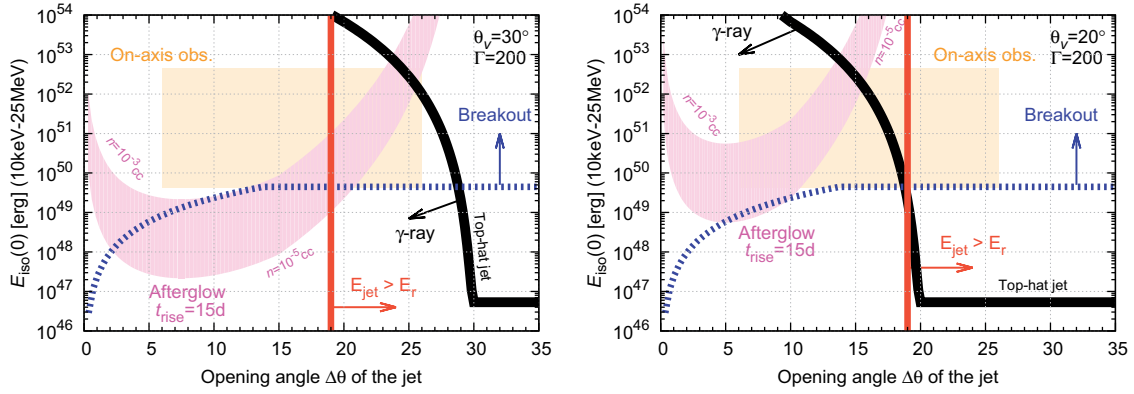 10^54
10^53
10^52
10^51
10^50
10^49
10^48
10^47
10^46
E_iso(0) [erg] (10keV-25MeV)
On-axis obs.
θ_v=30°
Γ=200
Breakout
n=10^-3 cc
n=10^-5 cc
γ-ray
Top-hat jet
Afterglow
t_rise=15d
E_jet > E_r
0 5 10 15 20 25 30 35
Opening angle Δθ of the jet
10^54
10^53
10^52
10^51
10^50
10^49
10^48
10^47
10^46
E_iso(0) [erg] (10keV-25MeV)
γ-ray
n=10^-5 cc
θ_v=20°
Γ=200
On-axis obs.
Breakout
n=10^-3 cc
Afterglow
t_rise=15d
E_jet > E_r
Top-hat jet
0 5 10 15 20 25 30 35
Opening angle Δθ of the jet